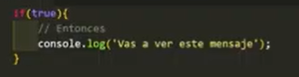 if(true){
// Entonces
console.log('Vas a ver este mensaje');
}